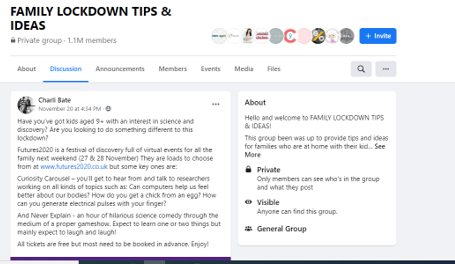 FAMILY LOCKDOWN TIPS &
IDEAS
Private group · 1.1M members
+ Invite
About
Discussion
Announcements
Members
Events
Media
Files
Charli Bate
November 20 at 4:34 PM ·
Have you've got kids aged 9+ with an interest in science and
discovery? Are you looking to do something different to this
lockdown?
Futures2020 is a festival of discovery full of virtual events for all the
family next weekend (27 & 28 November) They are loads to choose
from at www.futures2020.co.uk but some key ones are:
Curiosity Carousel – you'll get to hear from and talk to researchers
working on all kinds of topics such as: Can computers help us feel
better about our bodies? How do you get a chick from an egg? How
can you generate electrical pulses with your finger?
And Never Explain - an hour of hilarious science comedy through the
medium of a proper gameshow. Expect to learn one or two things but
mainly expect to laugh and laugh!
All tickets are free but most need to be booked in advance. Enjoy!
About
Hello and welcome to FAMILY LOCKDOWN TIPS
& IDEAS!
This group been was up to provide tips and ideas
for families who are at home with their kid... See
More
Private
Only members can see who's in the group
and what they post
Visible
Anyone can find this group.
General Group